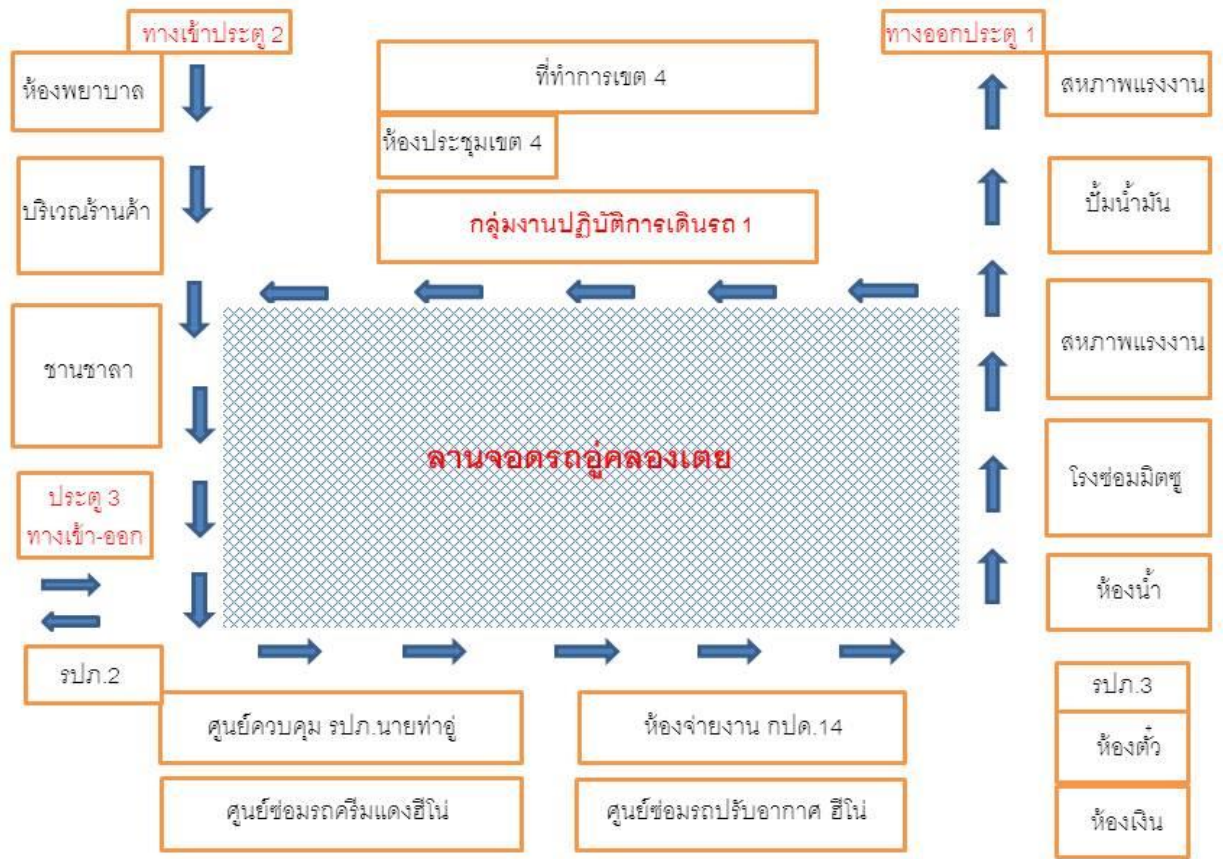 ทางเข้าประตู 2
ทางออกประตู 1
ห้องพยาบาล
ที่ทำการเขต 4
สหภาพแรงงาน
ห้องประชุมเขต 4
บริเวณร้านค้า
ปั้มน้ำมัน
กลุ่มงานปฏิบัติการเดินรถ 1
ชานชาลา
สหภาพแรงงาน
ลานจอดรถอู่คลองเตย
โรงซ่อมมิตซู
ประตู 3
ทางเข้า-ออก
ห้องน้ำ
รปภ.2
รปภ.3
ศูนย์ควบคุม รปภ.นายท่าอู่
ห้องจ่ายงาน กปด.14
ห้องตั๋ว
ศูนย์ซ่อมรถครีมแดงฮีโน่
ศูนย์ซ่อมรถปรับอากาศ ฮีโน่
ห้องเงิน